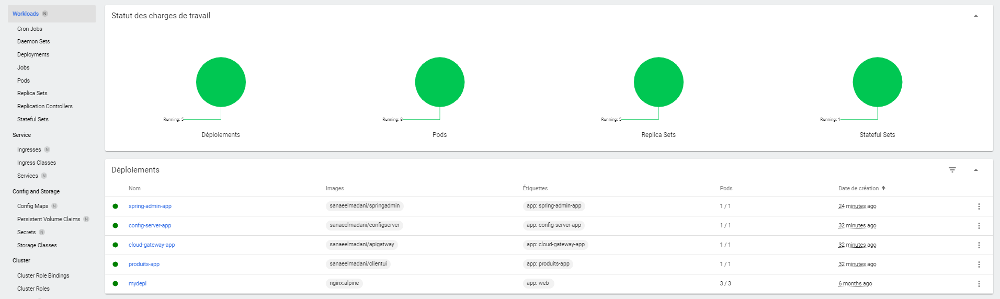 Workloads N
Cron Jobs
Daemon Sets
Deployments
Jobs
Pods
Replica Sets
Replication Controllers
Stateful Sets
Service
Ingresses N
Ingress Classes
Services N
Config and Storage
Config Maps N
Persistent Volume Claims N
Secrets N
Storage Classes
Cluster
Cluster Role Bindings
Cluster Roles
Statut des charges de travail
Running: 5
Déploiements
Running: 8
Pods
Running: 5
Replica Sets
Running: 1
Stateful Sets
Déploiements
Nom Images Étiquettes Pods Date de création
spring-admin-app sanaeelmadani/springadmin app: spring-admin-app 1 / 1 24 minutes ago
config-server-app sanaeelmadani/configserver app: config-server-app 1 / 1 32 minutes ago
cloud-gateway-app sanaeelmadani/apigatway app: cloud-gateway-app 1 / 1 32 minutes ago
produits-app sanaeelmadani/clientui app: produits-app 1 / 1 32 minutes ago
mydepl nginx:alpine app: web 3 / 3 6 months ago